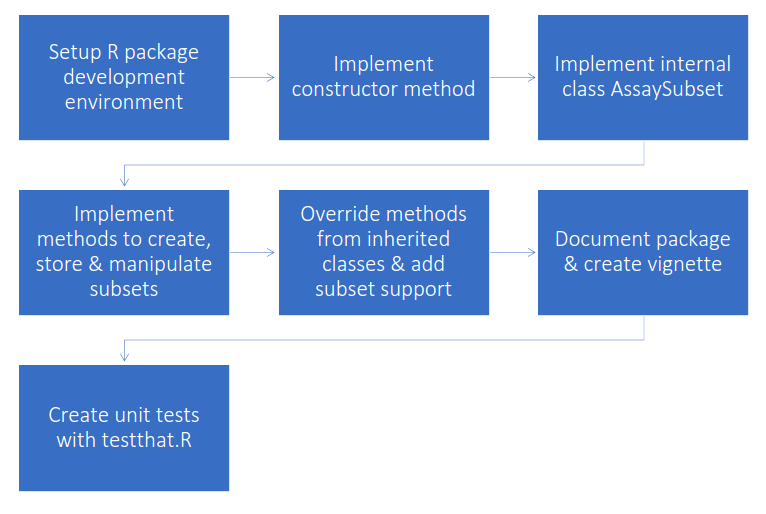 Setup R package
development
environment
Implement
constructor method
Implement internal
class AssaySubset
Implement
methods to create,
store & manipulate
subsets
Override methods
from inherited
classes & add
subset support
Document package
& create vignette
Create unit tests
with testthat.R